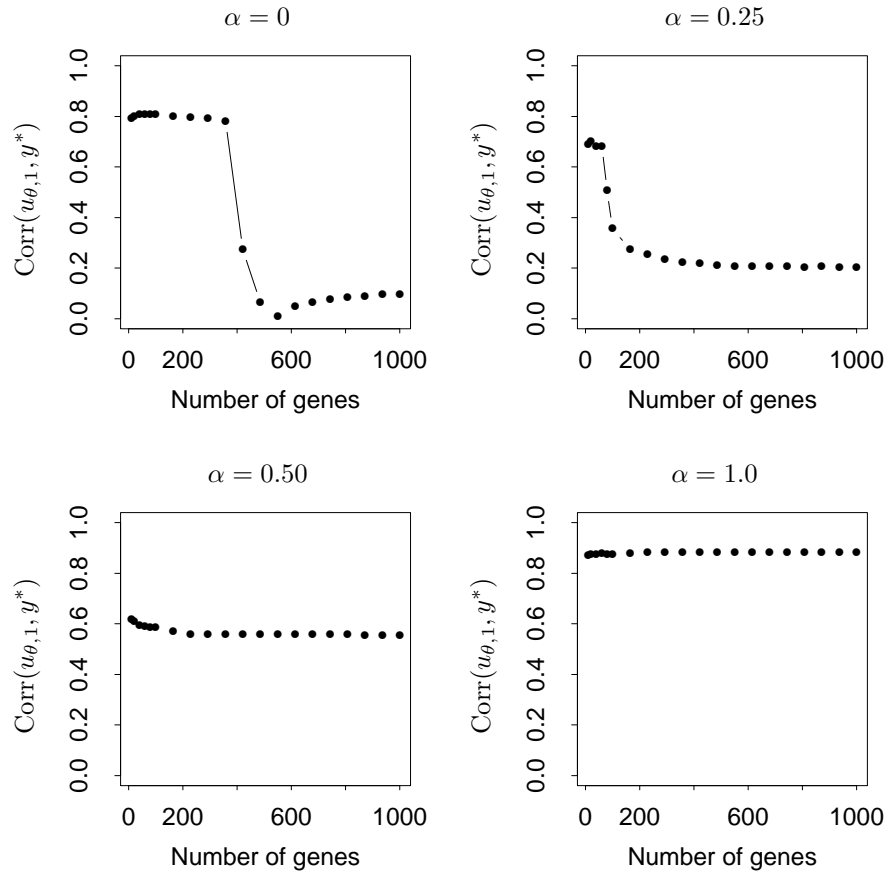 α = 0
Corr(u_{θ,1}, y*)
0.0 0.2 0.4 0.6 0.8 1.0
0 200 600 1000
Number of genes
α = 0.25
Corr(u_{θ,1}, y*)
0.0 0.2 0.4 0.6 0.8 1.0
0 200 600 1000
Number of genes
α = 0.50
Corr(u_{θ,1}, y*)
0.0 0.2 0.4 0.6 0.8 1.0
0 200 600 1000
Number of genes
α = 1.0
Corr(u_{θ,1}, y*)
0.0 0.2 0.4 0.6 0.8 1.0
0 200 600 1000
Number of genes